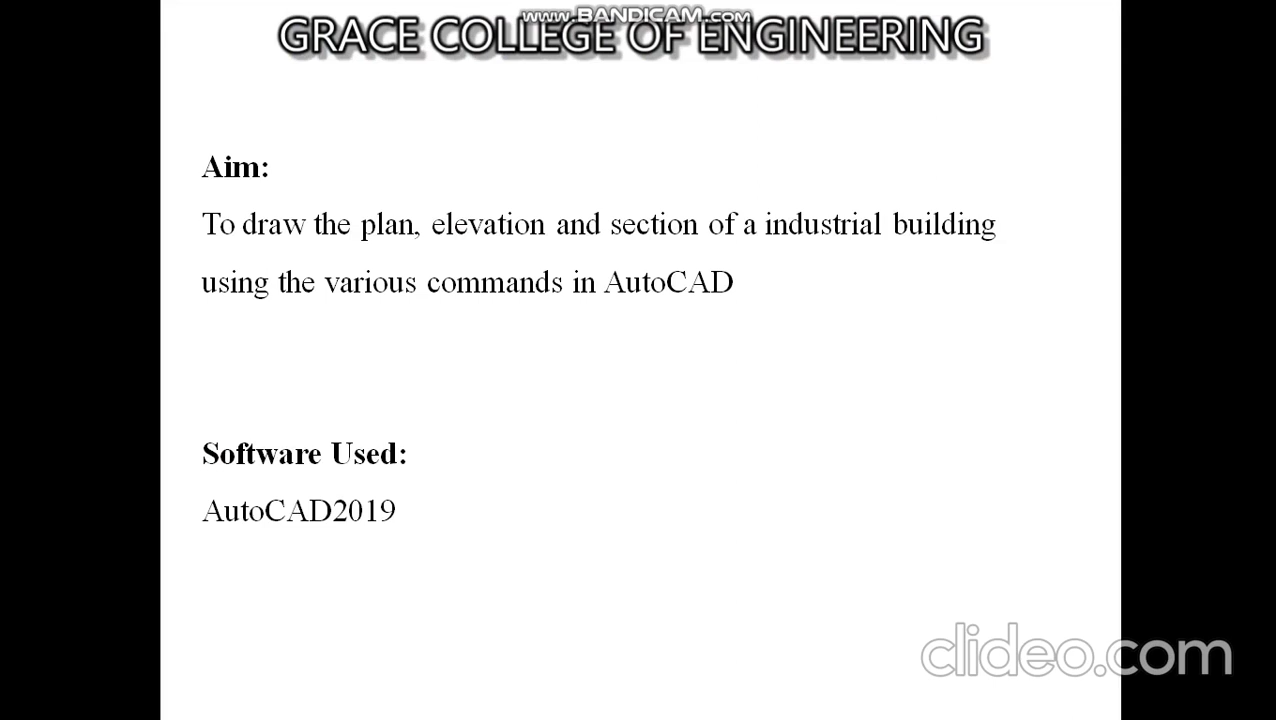 www.BANDICAM.com
GRACE COLLEGE OF ENGINEERING
Aim:
To draw the plan, elevation and section of a industrial building
using the various commands in AutoCAD
Software Used:
AutoCAD2019
clideo.com